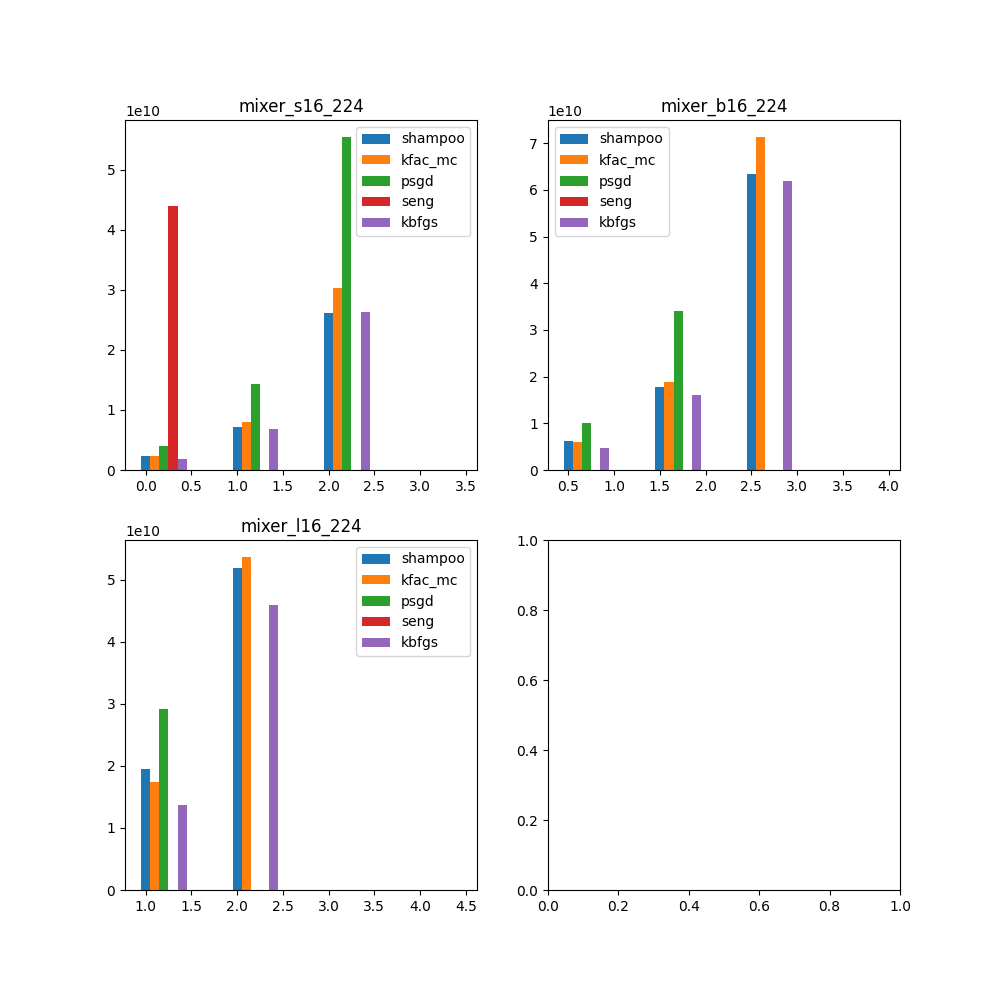 mixer_s16_224
1e10
5
4
3
2
1
0
0.0 0.5 1.0 1.5 2.0 2.5 3.0 3.5
shampoo
kfac_mc
psgd
seng
kbfgs
mixer_b16_224
1e10
7
6
5
4
3
2
1
0
0.5 1.0 1.5 2.0 2.5 3.0 3.5 4.0
shampoo
kfac_mc
psgd
seng
kbfgs
mixer_l16_224
1e10
5
4
3
2
1
0
1.0 1.5 2.0 2.5 3.0 3.5 4.0 4.5
shampoo
kfac_mc
psgd
seng
kbfgs
1.0
0.8
0.6
0.4
0.2
0.0
0.0 0.2 0.4 0.6 0.8 1.0